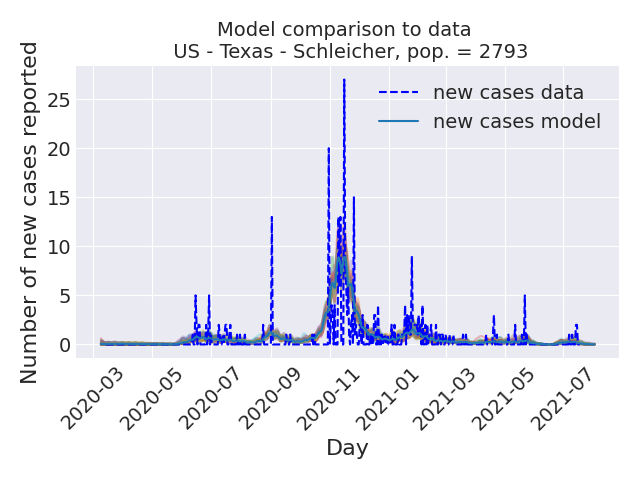 Model comparison to data
US - Texas - Schleicher, pop. = 2793
Number of new cases reported
25
20
15
10
5
0
new cases data
new cases model
2020-03
2020-05
2020-07
2020-09
2020-11
2021-01
2021-03
2021-05
2021-07
Day